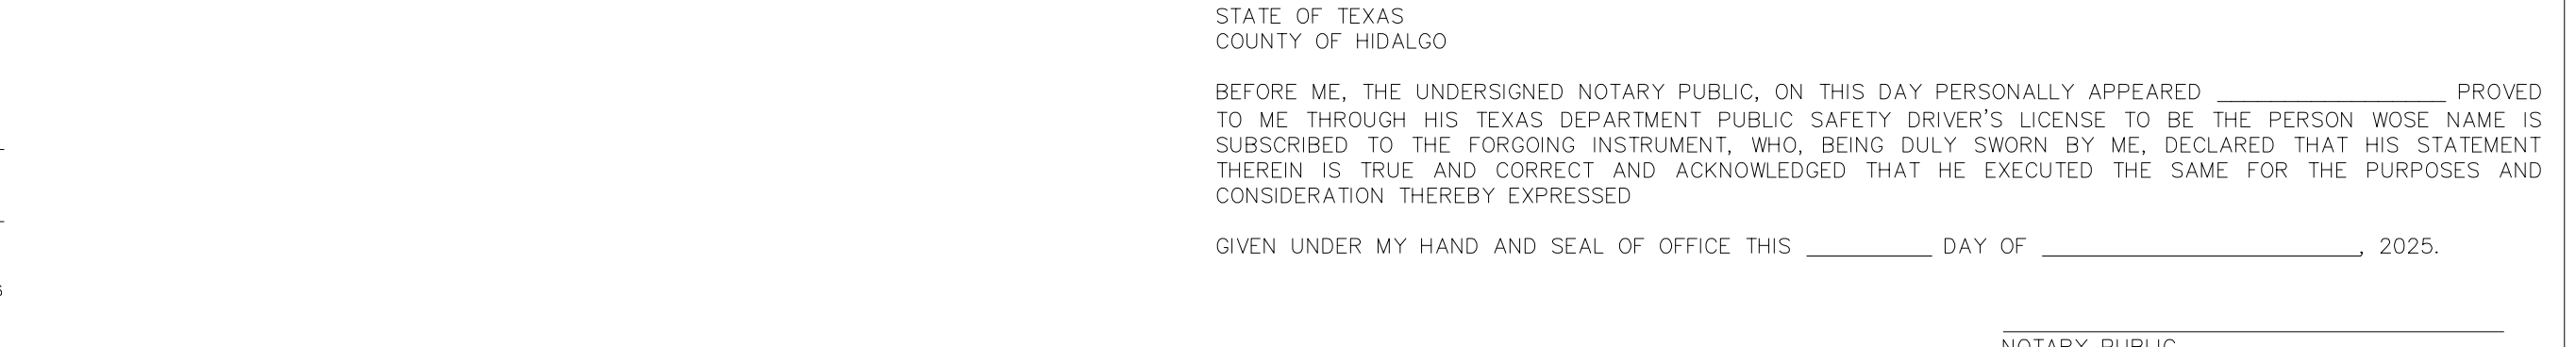 STATE OF TEXAS
COUNTY OF HIDALGO
BEFORE ME, THE UNDERSIGNED NOTARY PUBLIC, ON THIS DAY PERSONALLY APPEARED ____________________ PROVED
TO ME THROUGH HIS TEXAS DEPARTMENT PUBLIC SAFETY DRIVER'S LICENSE TO BE THE PERSON WOSE NAME IS
SUBSCRIBED TO THE FORGOING INSTRUMENT, WHO, BEING DULY SWORN BY ME, DECLARED THAT HIS STATEMENT
THEREIN IS TRUE AND CORRECT AND ACKNOWLEDGED THAT HE EXECUTED THE SAME FOR THE PURPOSES AND
CONSIDERATION THEREBY EXPRESSED
GIVEN UNDER MY HAND AND SEAL OF OFFICE THIS ___________ DAY OF ____________________________, 2025.
NOTARY PUBLIC